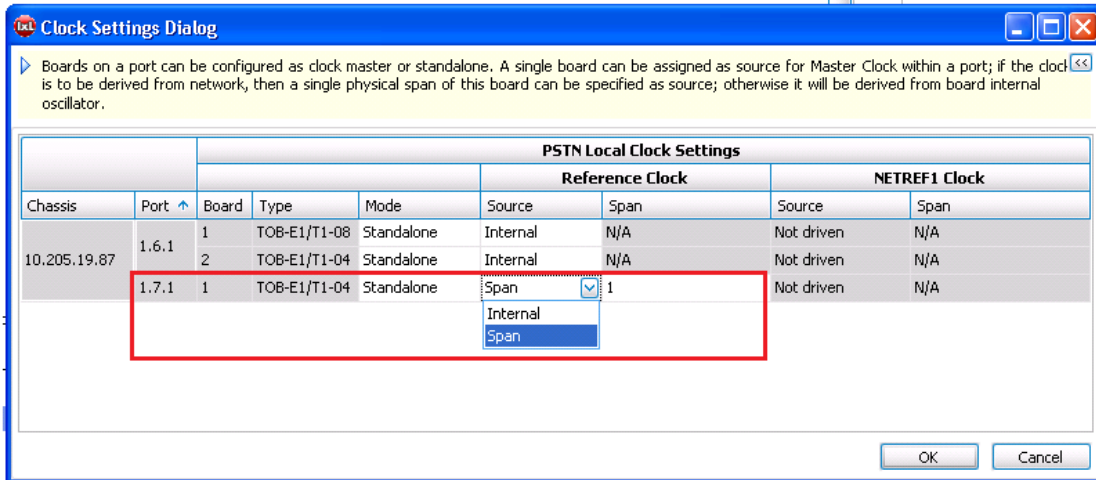 IxL Clock Settings Dialog
Boards on a port can be configured as clock master or standalone. A single board can be assigned as source for Master Clock within a port; if the clock <<
is to be derived from network, then a single physical span of this board can be specified as source; otherwise it will be derived from board internal
oscillator.
PSTN Local Clock Settings
Reference Clock NETREF1 Clock
Chassis Port Board Type Mode Source Span Source Span
10.205.19.87 1.6.1 1 TOB-E1/T1-08 Standalone Internal N/A Not driven N/A
2 TOB-E1/T1-04 Standalone Internal N/A Not driven N/A
1.7.1 1 TOB-E1/T1-04 Standalone Span 1 Not driven N/A
Internal
Span
OK Cancel